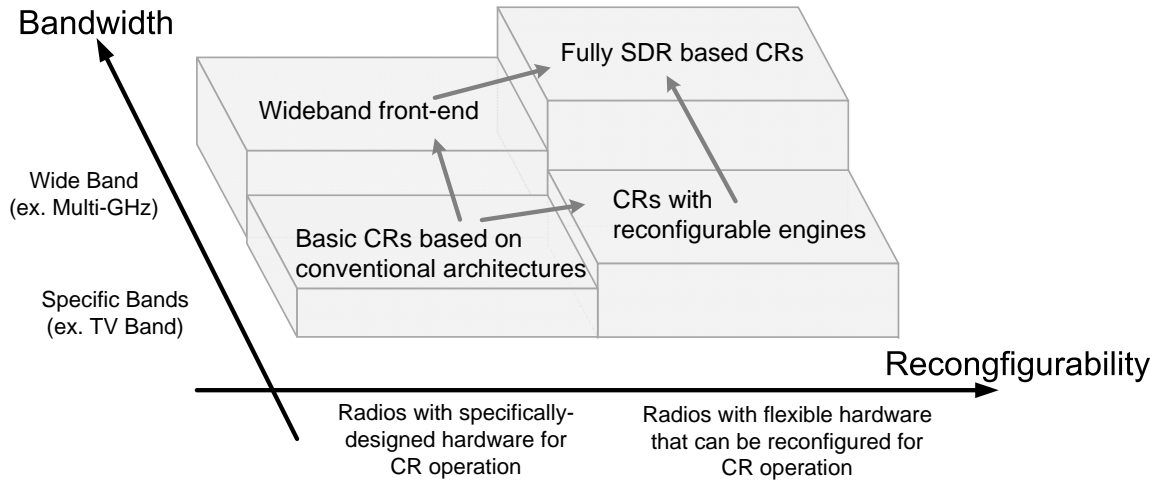 Bandwidth
Fully SDR based CRs
Wideband front-end
Wide Band
(ex. Multi-GHz)
CRs with
reconfigurable engines
Basic CRs based on
conventional architectures
Specific Bands
(ex. TV Band)
Recongfigurability
Radios with specifically-
designed hardware for
CR operation
Radios with flexible hardware
that can be reconfigured for
CR operation